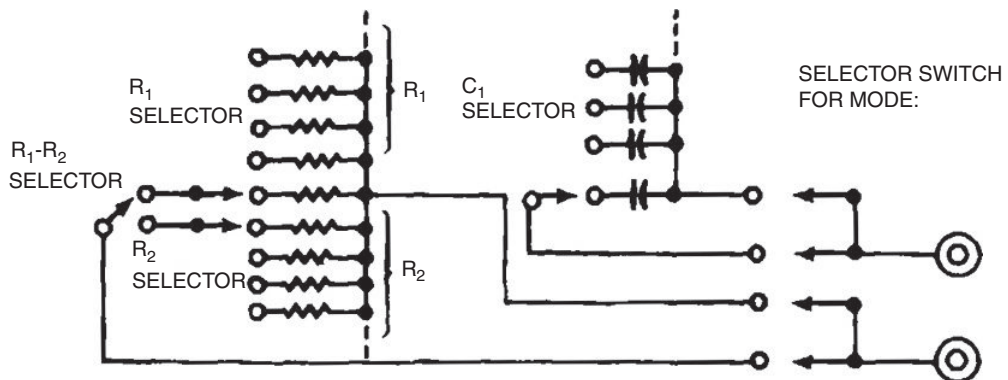 R1
SELECTOR
R1
C1
SELECTOR
SELECTOR SWITCH
FOR MODE:
R1-R2
SELECTOR
R2
SELECTOR
R2